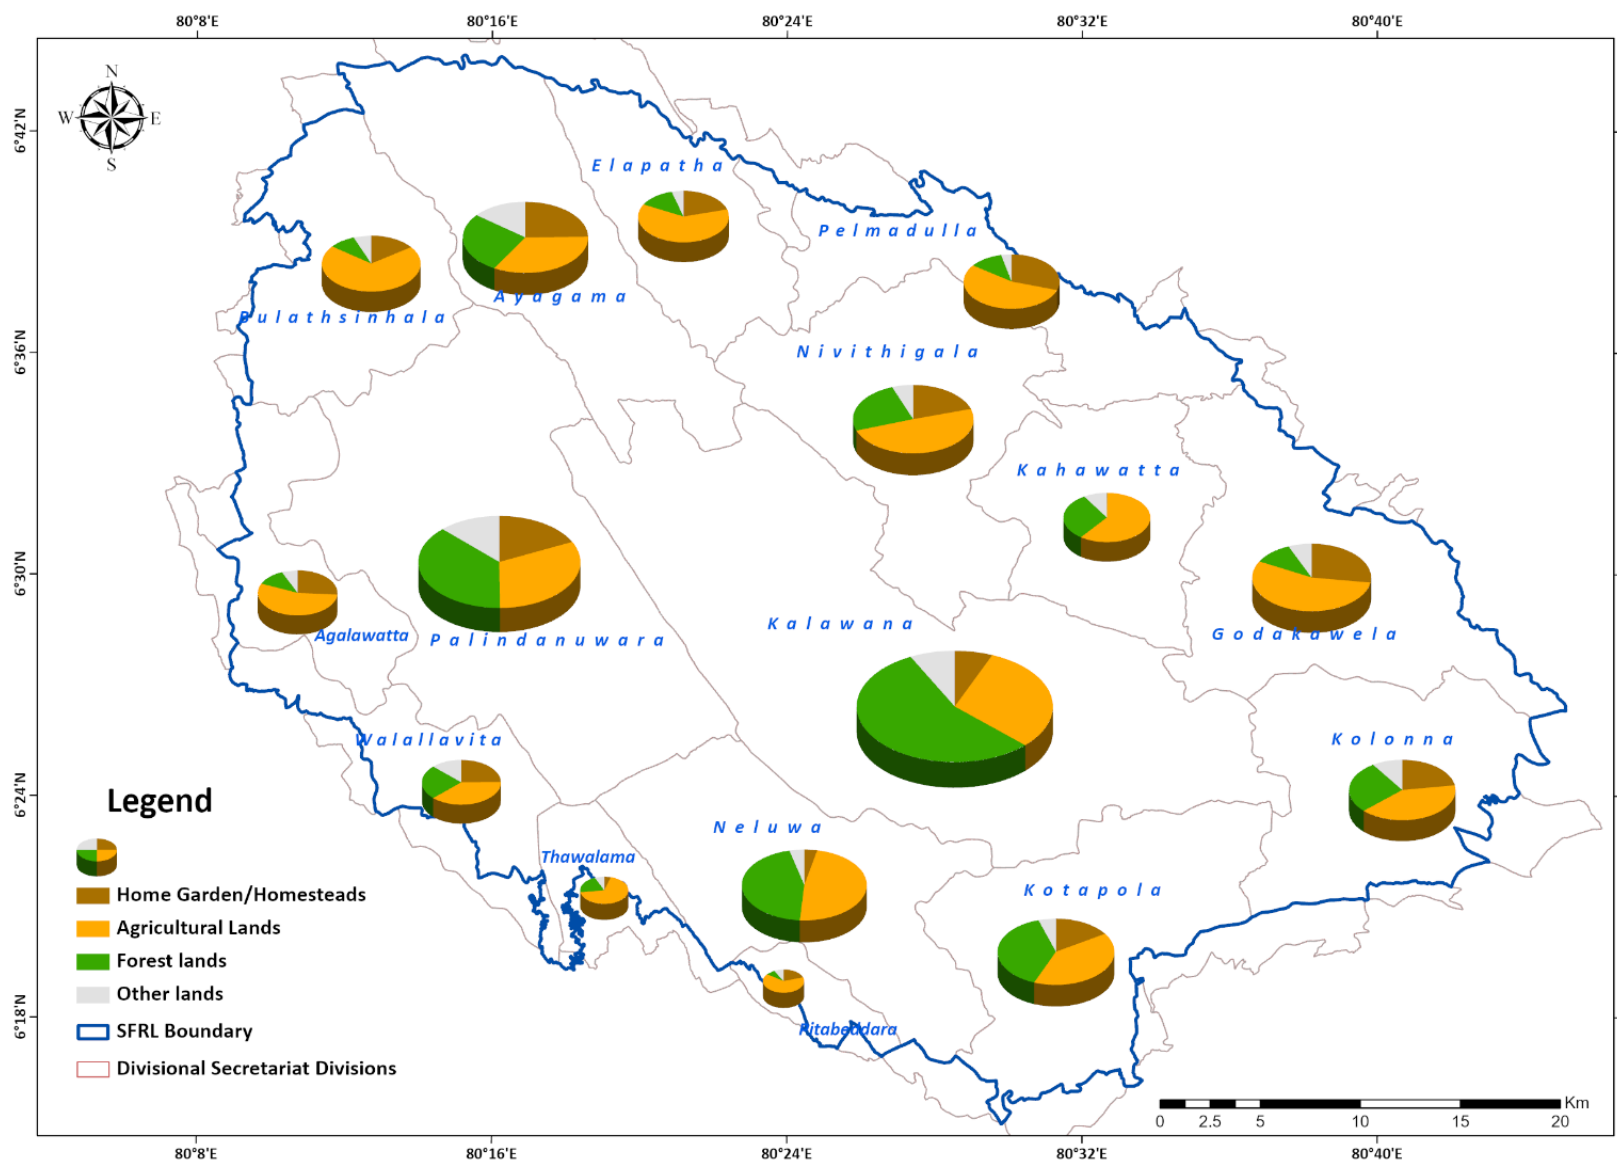 80°8'E 80°16'E 80°24'E 80°32'E 80°40'E
N
W E
S
6°42'N
6°36'N
6°30'N
6°24'N
6°18'N
Elapatha
Pelmadulla
Ayagama
Bulathsinhala
Nivithigala
Kahawatta
Kalawana
Agalawatta
Palindanuwara
Godakawela
Walallavita
Kolonna
Neluwa
Thawalama
Kotapola
Pitabeddara
Legend
Home Garden/Homesteads
Agricultural Lands
Forest lands
Other lands
SFRL Boundary
Divisional Secretariat Divisions
Km
0 2.5 5 10 15 20
80°8'E 80°16'E 80°24'E 80°32'E 80°40'E